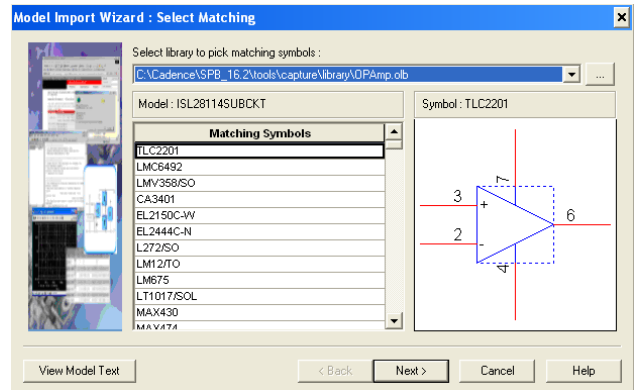 Model Import Wizard : Select Matching
Select library to pick matching symbols :
C:\Cadence\SPB_16.2\tools\capture\library\OPAmp.olb
...
Model : ISL28114SUBCKT
Symbol : TLC2201
Matching Symbols
TLC2201
LMC6492
LMV358/SO
CA3401
EL2150C-W
EL2444C-N
L272/SO
LM12/TO
LM675
LT1017/SOL
MAX430
MAX474
7
3
+
6
2
-
4
View Model Text
< Back
Next >
Cancel
Help